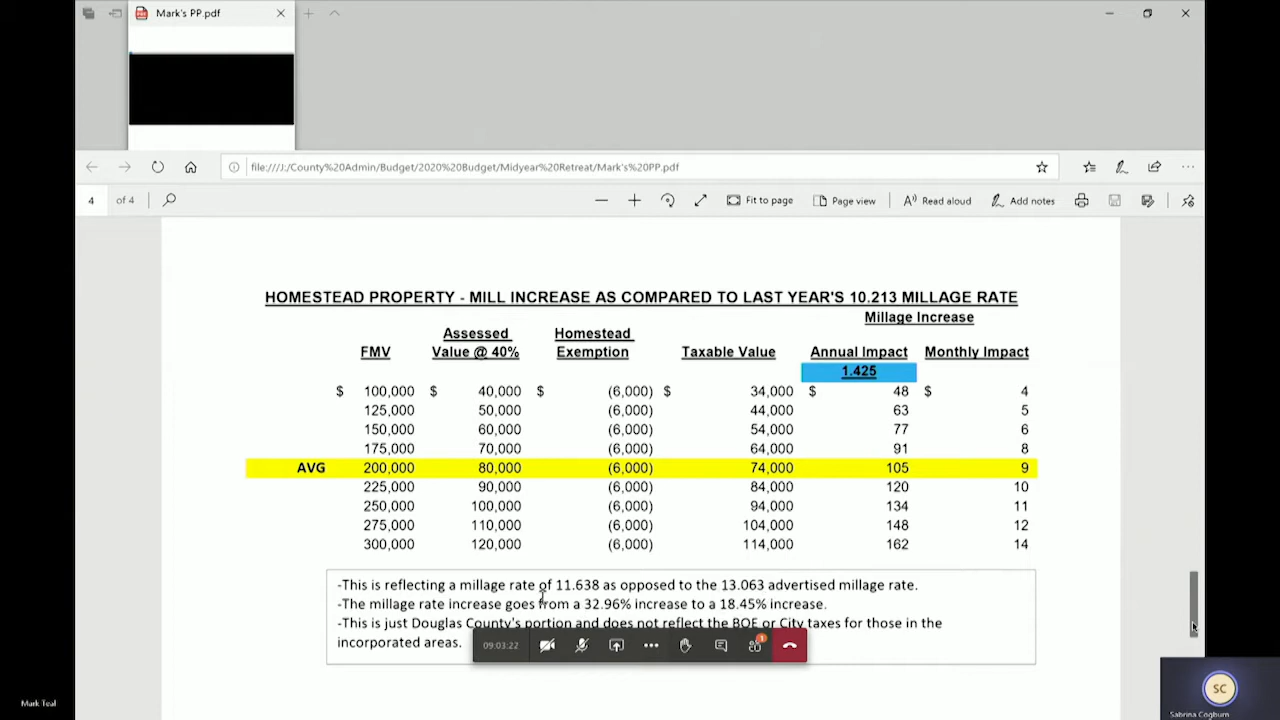 Mark's PP.pdf
file:///J:/County%20Admin/Budget/2020%20Budget/Midyear%20Retreat/Mark's%20PP.pdf
4 of 4 Fit to page Page view Read aloud Add notes
HOMESTEAD PROPERTY - MILL INCREASE AS COMPARED TO LAST YEAR'S 10.213 MILLAGE RATE
Millage Increase
Assessed Homestead
FMV Value @ 40% Exemption Taxable Value Annual Impact Monthly Impact
1.425
$ 100,000 $ 40,000 $ (6,000) $ 34,000 $ 48 $ 4
125,000 50,000 (6,000) 44,000 63 5
150,000 60,000 (6,000) 54,000 77 6
175,000 70,000 (6,000) 64,000 91 8
AVG 200,000 80,000 (6,000) 74,000 105 9
225,000 90,000 (6,000) 84,000 120 10
250,000 100,000 (6,000) 94,000 134 11
275,000 110,000 (6,000) 104,000 148 12
300,000 120,000 (6,000) 114,000 162 14
-This is reflecting a millage rate of 11.638 as opposed to the 13.063 advertised millage rate.
-The millage rate increase goes from a 32.96% increase to a 18.45% increase.
-This is just Douglas County's portion and does not reflect the BOE or City taxes for those in the
incorporated areas.
09:03:22 1
SC
Mark Teal
Sabrina Cogburn